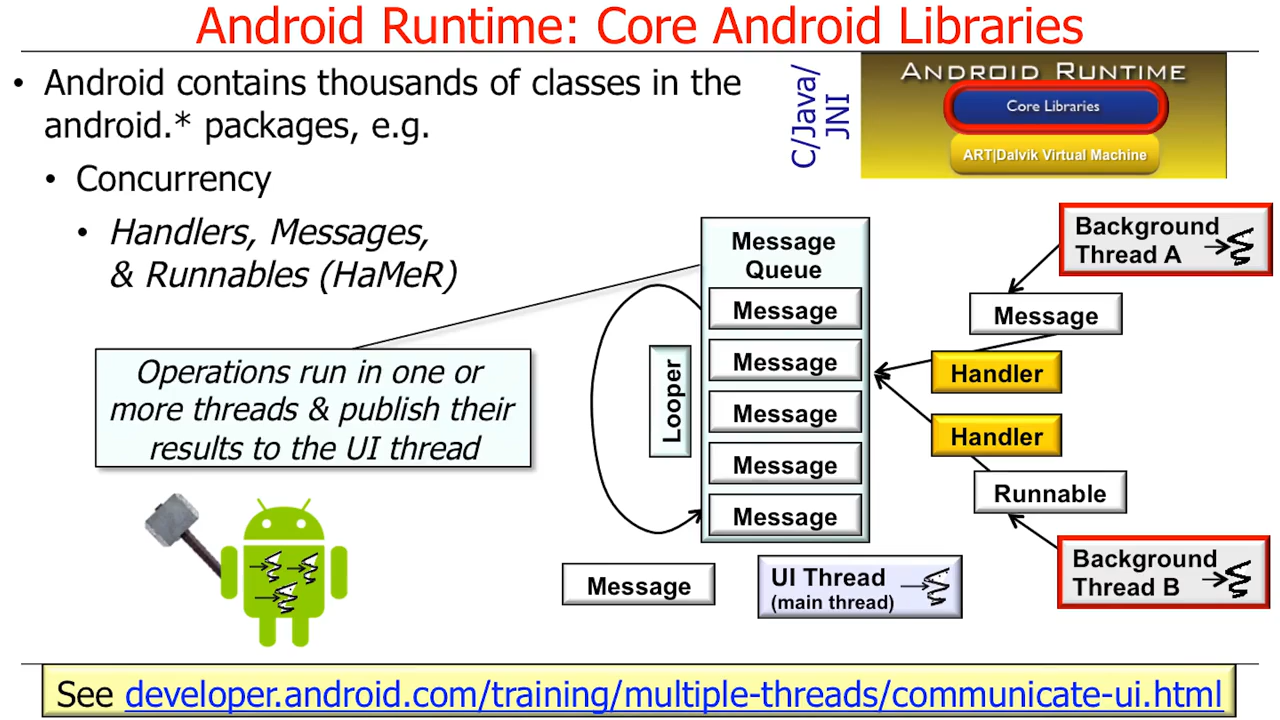 Android Runtime: Core Android Libraries
• Android contains thousands of classes in the
android.* packages, e.g.
• Concurrency
• Handlers, Messages,
& Runnables (HaMeR)
C/Java/
JNI
ANDROID RUNTIME
Core Libraries
ART|Dalvik Virtual Machine
Operations run in one or
more threads & publish their
results to the UI thread
Looper
Message
Queue
Message
Message
Message
Message
Message
Background
Thread A
Message
Handler
Handler
Runnable
Background
Thread B
Message
UI Thread
(main thread)
See developer.android.com/training/multiple-threads/communicate-ui.html